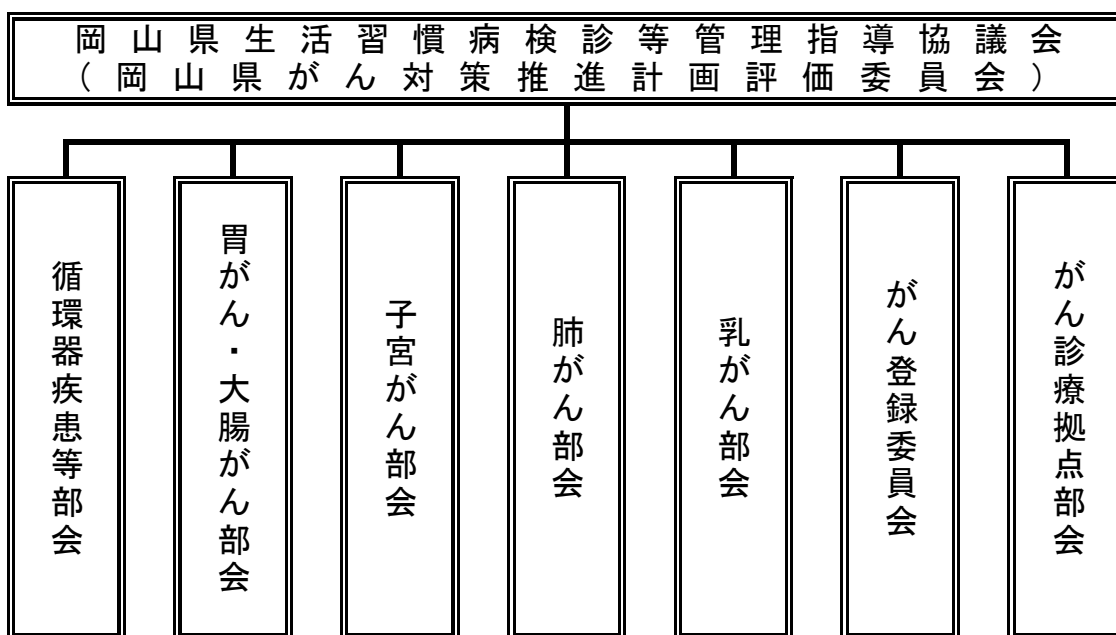 岡山県生活習慣病検診等管理指導協議会
（岡山県がん対策推進計画評価委員会）
循環器疾患等部会
胃がん・大腸がん部会
子宮がん部会
肺がん部会
乳がん部会
がん登録委員会
がん診療拠点部会